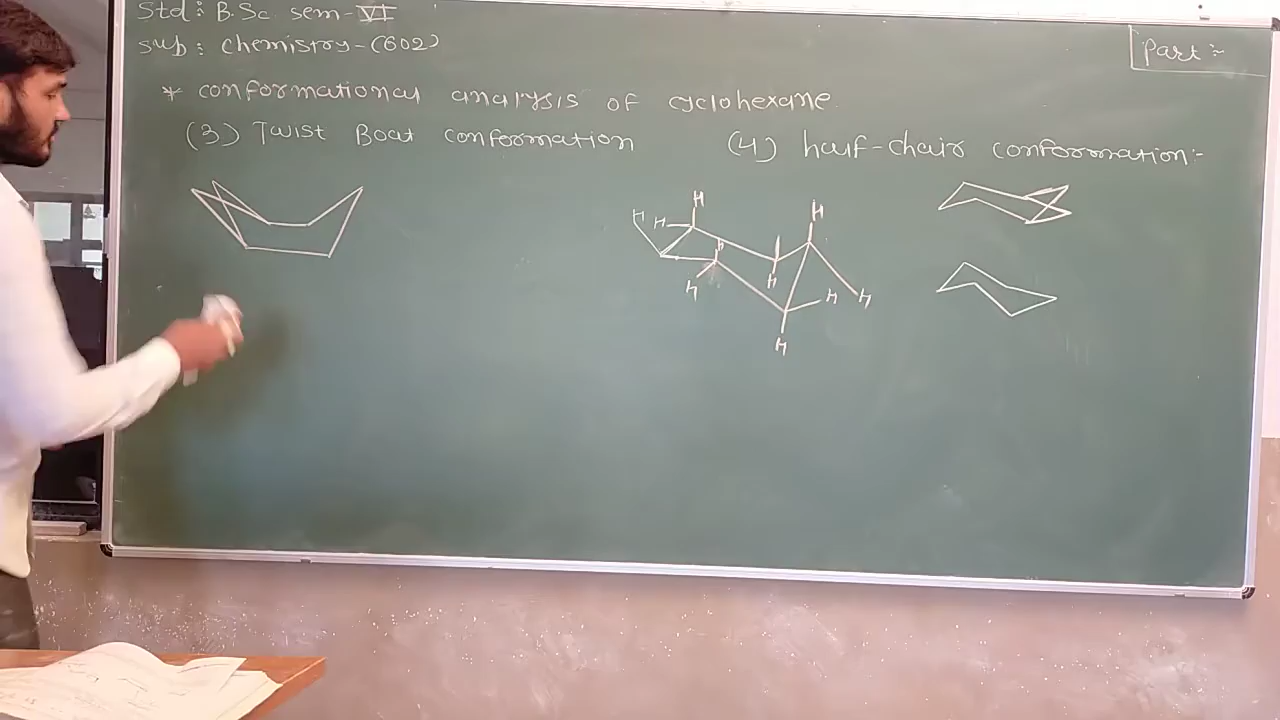 Std : B.Sc. sem-VI
sub : chemistry-(602)
Part :-
* conformational analysis of cyclohexane
(3) Twist Boat conformation
(4) half-chair conformation:-
H
H
H
H
H
H
H
H
H
H
H